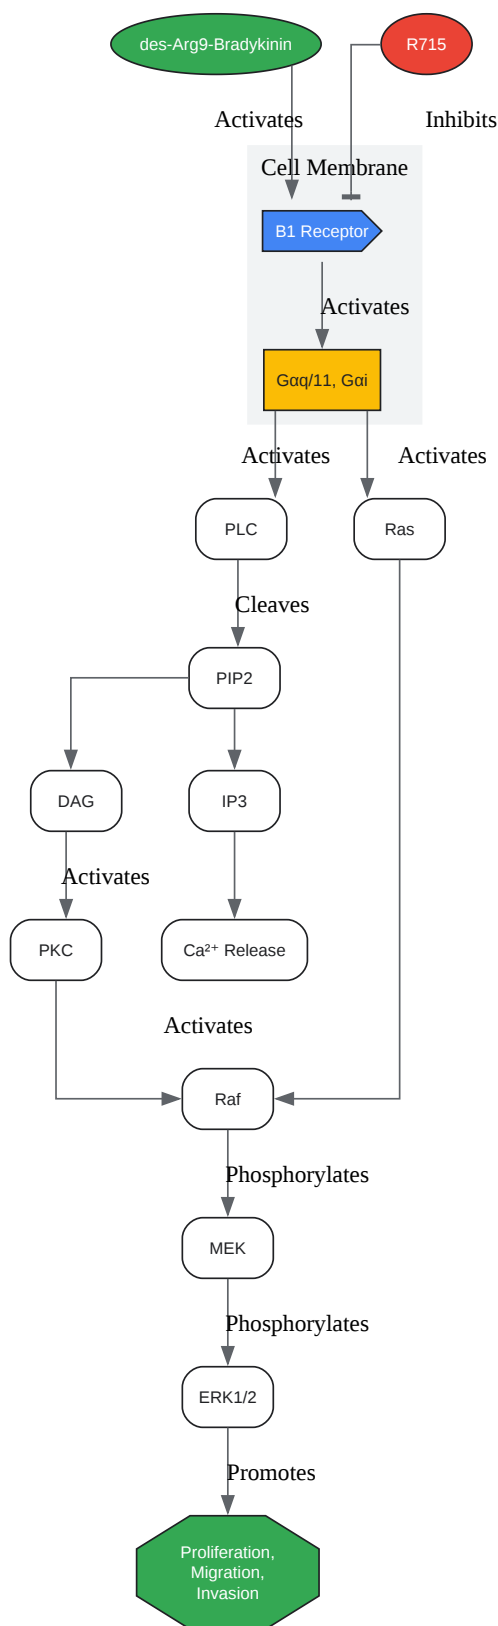 des-Arg9-Bradykinin
R715
Activates
Inhibits
Cell Membrane
B1 Receptor
Activates
Gαq/11, Gαi
Activates
Activates
PLC
Ras
Cleaves
PIP2
DAG
IP3
Activates
PKC
Ca²⁺ Release
Activates
Raf
Phosphorylates
MEK
Phosphorylates
ERK1/2
Promotes
Proliferation,
Migration,
Invasion